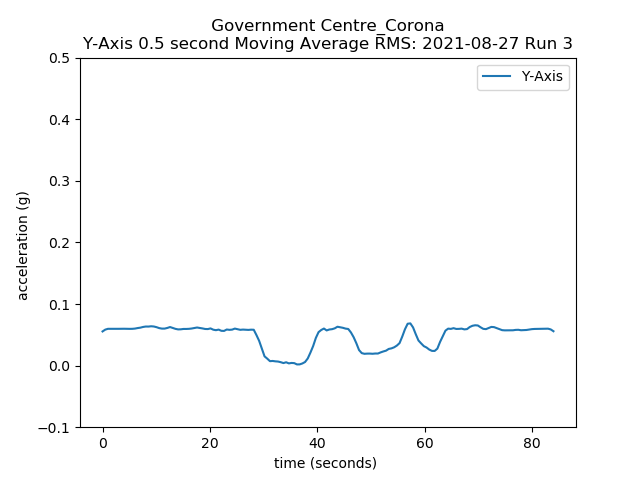 Government Centre_Corona
Y-Axis 0.5 second Moving Average RMS: 2021-08-27 Run 3
Y-Axis
acceleration (g)
0.5
0.4
0.3
0.2
0.1
0.0
−0.1
0 20 40 60 80
time (seconds)